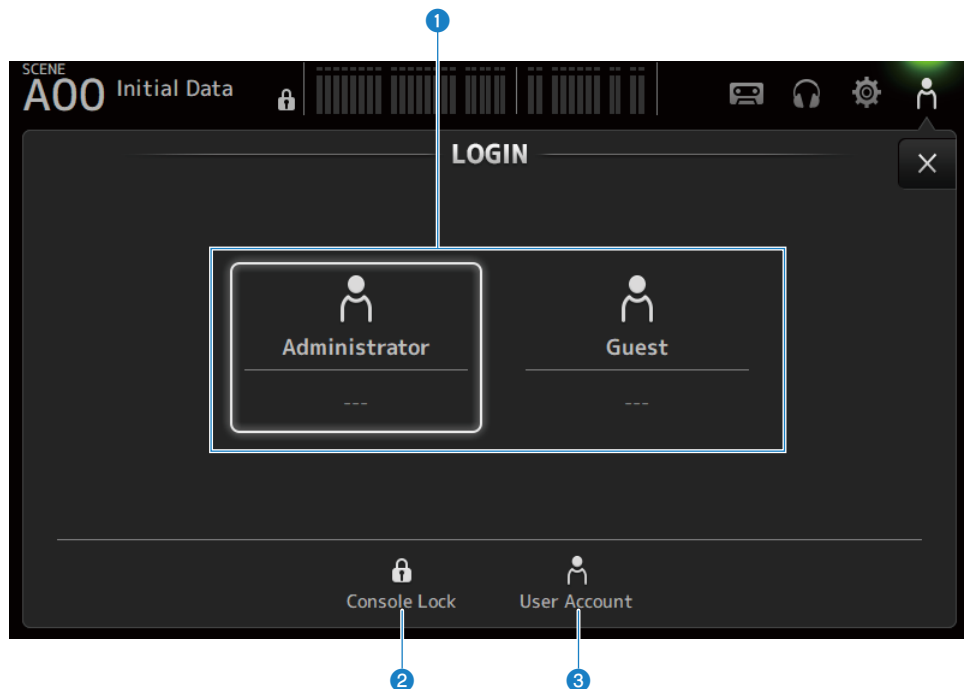 1
SCENE
A00 Initial Data
LOGIN
Administrator
---
Guest
---
Console Lock
User Account
2
3